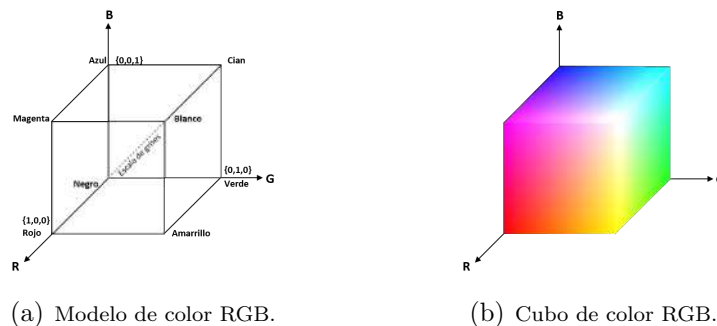 B
Azul {0,0,1}
Cian
Magenta
Blanco
Escala de grises
Negro
{0,1,0}
G
Verde
{1,0,0}
Rojo
Amarrillo
R
(a) Modelo de color RGB.
B
R
(b) Cubo de color RGB.